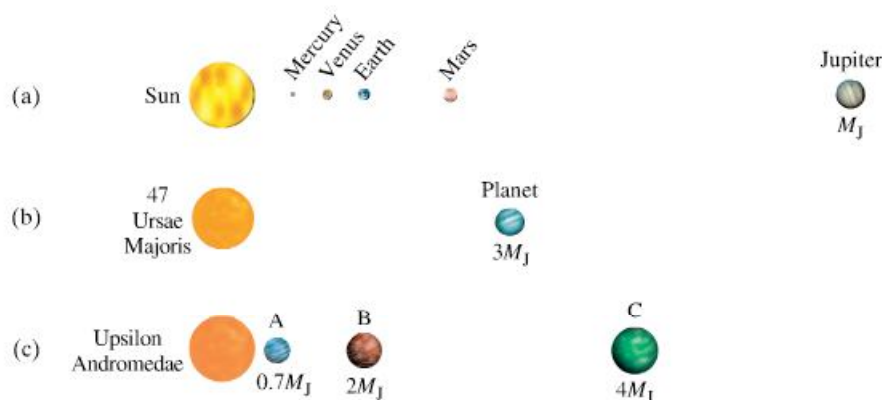 Mercury
Venus
Earth
Mars
Jupiter
(a)
Sun
M_J
47
Planet
(b)
Ursae
Majoris
3M_J
A
B
C
(c)
Upsilon
Andromedae
0.7M_J
2M_J
4M_J